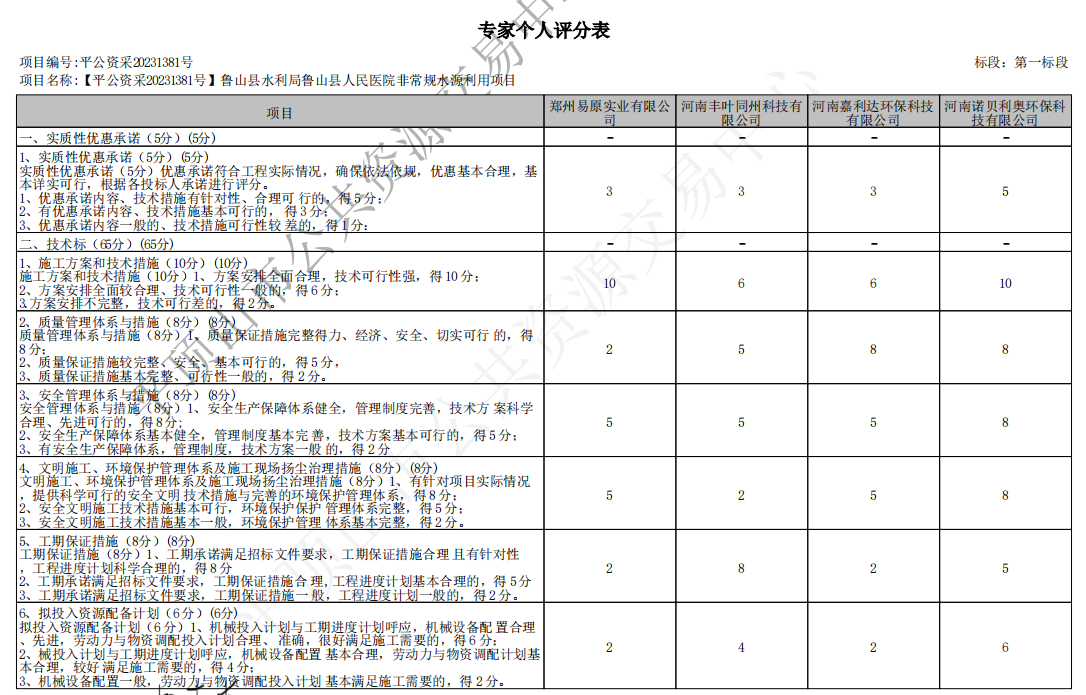 专家个人评分表
项目编号:平公资采20231381号
标段：第一标段
项目名称:【平公资采20231381号】鲁山县水利局鲁山县人民医院非常规水源利用项目
项目 郑州易原实业有限公司 河南丰叶同州科技有限公司 河南嘉利达环保科技有限公司 河南诺贝利奥环保科技有限公司
一、实质性优惠承诺（5分）(5分) - - - -
1、实质性优惠承诺（5分）(5分)
实质性优惠承诺（5分）优惠承诺符合工程实际情况，确保依法依规，优惠基本合理，基
本详实可行，根据各投标人承诺进行评分。
1、优惠承诺内容、技术措施有针对性、合理可 行的，得5分；
2、有优惠承诺内容、技术措施基本可行的， 得3分；
3、优惠承诺内容一般的、技术措施可行性较 差的，得1分；
3 3 3 5
二、技术标（65分）(65分) - - - -
1、施工方案和技术措施（10分）(10分)
施工方案和技术措施（10分）1、方案安排全面合理，技术可行性强，得10分；
2、方案安排全面较合理、技术可行性一般的，得6分；
3.方案安排不完整，技术可行差的，得2分。
10 6 6 10
2、质量管理体系与措施（8分）(8分)
质量管理体系与措施（8分）1、质量保证措施完整得力、经济、安全、切实可行 的，得
8分；
2、质量保证措施较完整、安全、基本可行的，得5分，
3、质量保证措施基本完整、可行性一般的，得2分。
2 5 8 8
3、安全管理体系与措施（8分）(8分)
安全管理体系与措施（8分）1、安全生产保障体系健全，管理制度完善，技术方 案科学
合理、先进可行的，得8分；
2、安全生产保障体系基本健全，管理制度基本完 善，技术方案基本可行的，得5分；
3、有安全生产保障体系，管理制度，技术方案一般 的，得2分
5 5 5 8
4、文明施工、环境保护管理体系及施工现场扬尘治理措施（8分）(8分)
文明施工、环境保护管理体系及施工现场扬尘治理措施（8分）1、有针对项目实际情况
，提供科学可行的安全文明 技术措施与完善的环境保护管理体系，得8分；
2、安全文明施工技术措施基本可行，环境保护保护 管理体系完整，得5分；
3、安全文明施工技术措施基本一般，环境保护管理 体系基本完整，得2分。
5 2 5 8
5、工期保证措施（8分）(8分)
工期保证措施（8分）1、工期承诺满足招标文件要求，工期保证措施合理 且有针对性
，工程进度计划科学合理的，得8分
2、工期承诺满足招标文件要求，工期保证措施合 理,工程进度计划基本合理的，得5分
3、工期承诺满足招标文件要求，工期保证措施一 般，工程进度计划一般的，得2分。
2 8 2 5
6、拟投入资源配备计划（6分）(6分)
拟投入资源配备计划（6分）1、机械投入计划与工期进度计划呼应，机械设备配 置合理
、先进，劳动力与物资调配投入计划合理、 准确，很好满足施工需要的，得6分；
2、械投入计划与工期进度计划呼应，机械设备配置 基本合理，劳动力与物资调配计划基
本合理，较好 满足施工需要的，得4分；
3、机械设备配置一般，劳动力与物资调配投入计划 基本满足施工需要的，得2分。
2 4 2 6
平顶山市公共资源交易中
平顶山市公共资源交易中心